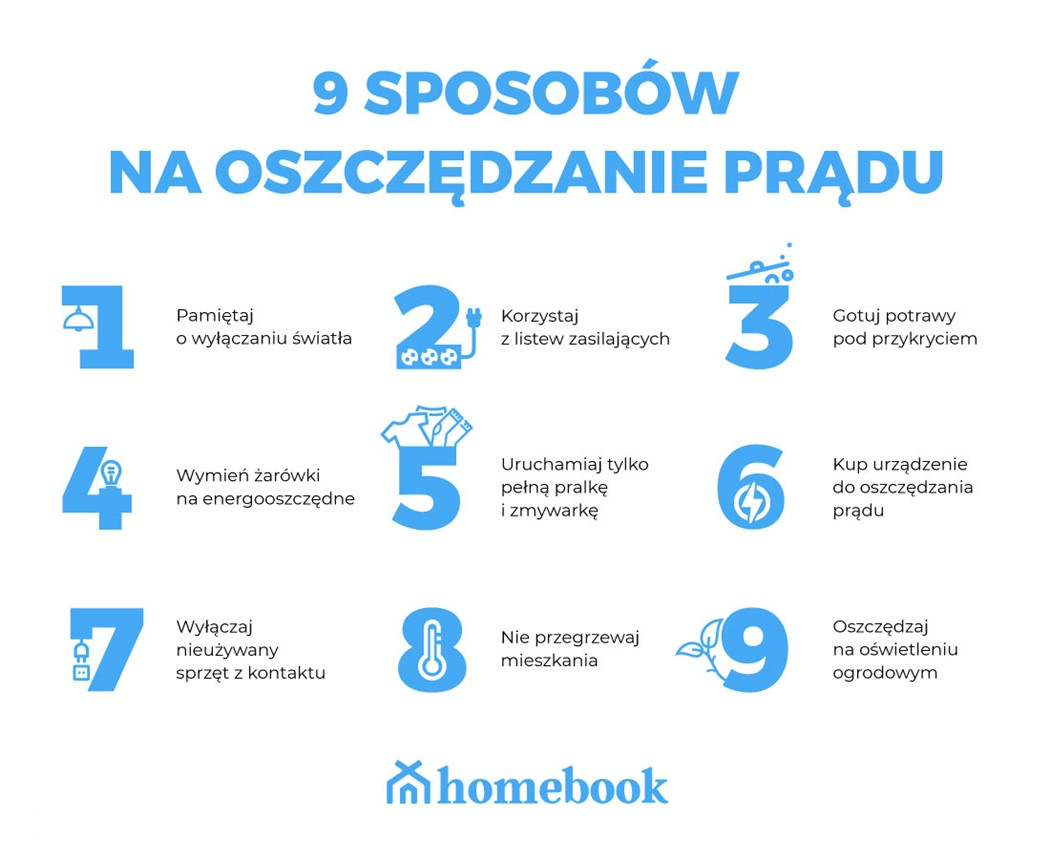 9 SPOSOBÓW
NA OSZCZĘDZANIE PRĄDU
1
Pamiętaj
o wyłączaniu światła
2
Korzystaj
z listew zasilających
3
Gotuj potrawy
pod przykryciem
4
Wymień żarówki
na energooszczędne
5
Uruchamiaj tylko
pełną pralkę
i zmywarkę
6
Kup urządzenie
do oszczędzania
prądu
7
Wyłączaj
nieużywany
sprzęt z kontaktu
8
Nie przegrzewaj
mieszkania
9
Oszczędzaj
na oświetleniu
ogrodowym
homebook